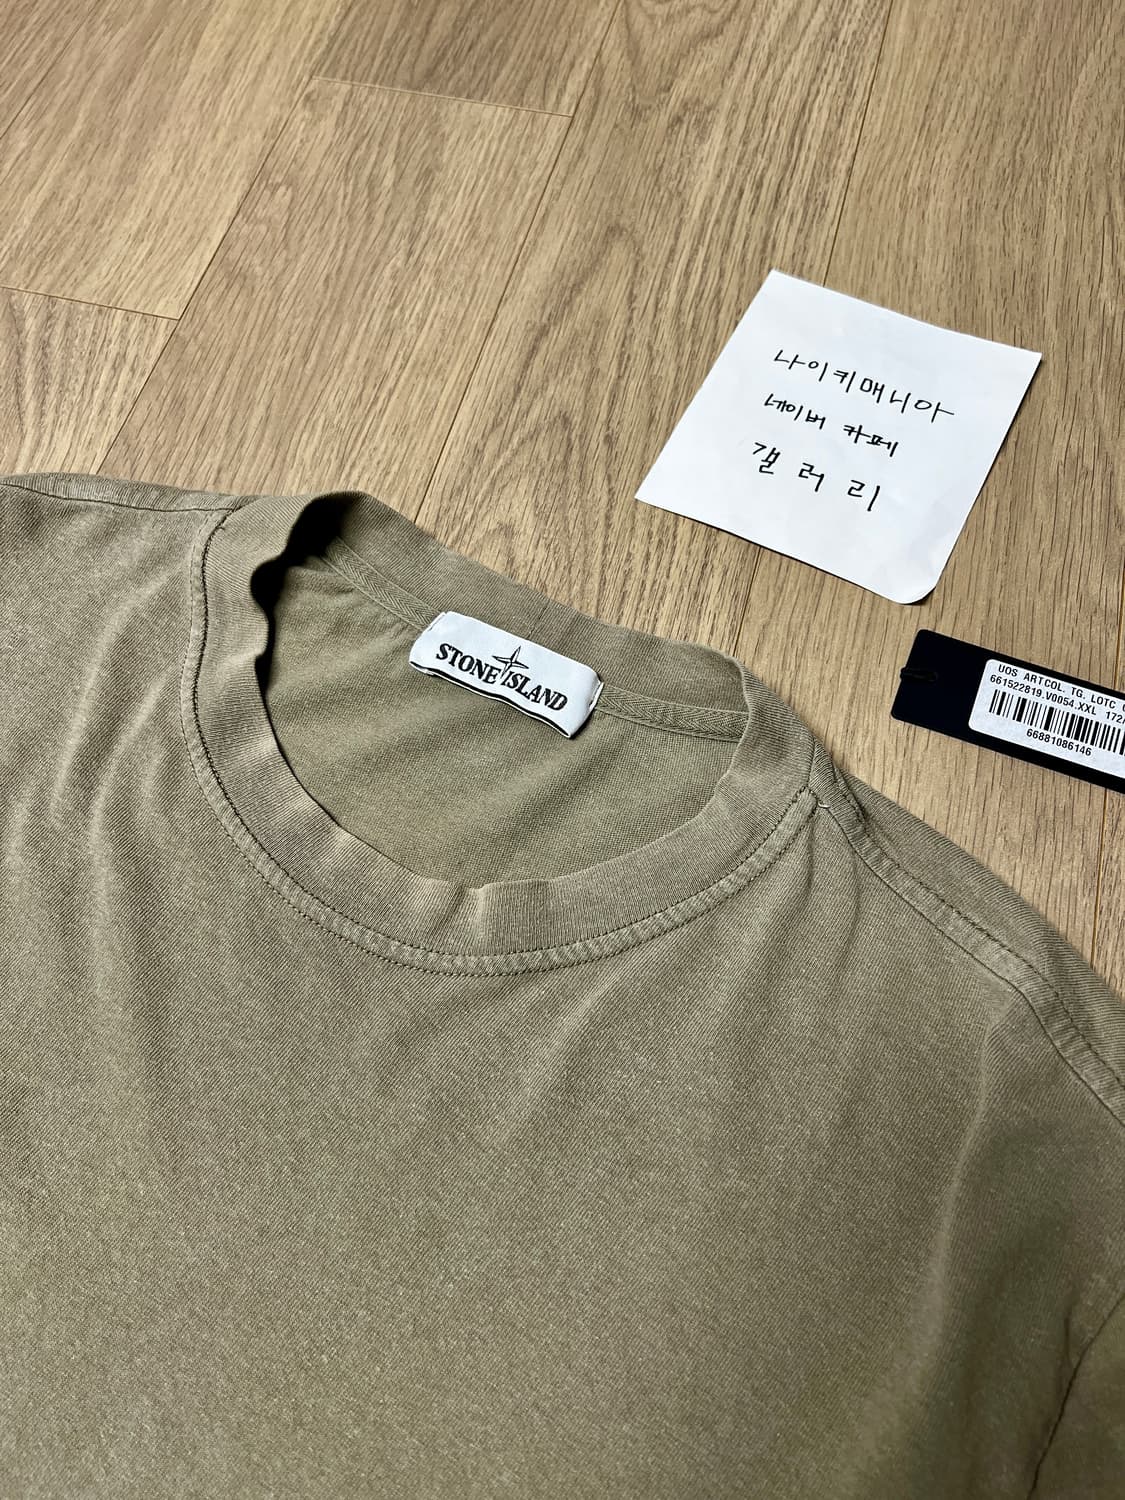 나이키매니아
네이버 카페
갤러리
STONE ISLAND
UOS ARTCOL. TG. LOTC
661522819.V0054.XXL 172/
66881086146